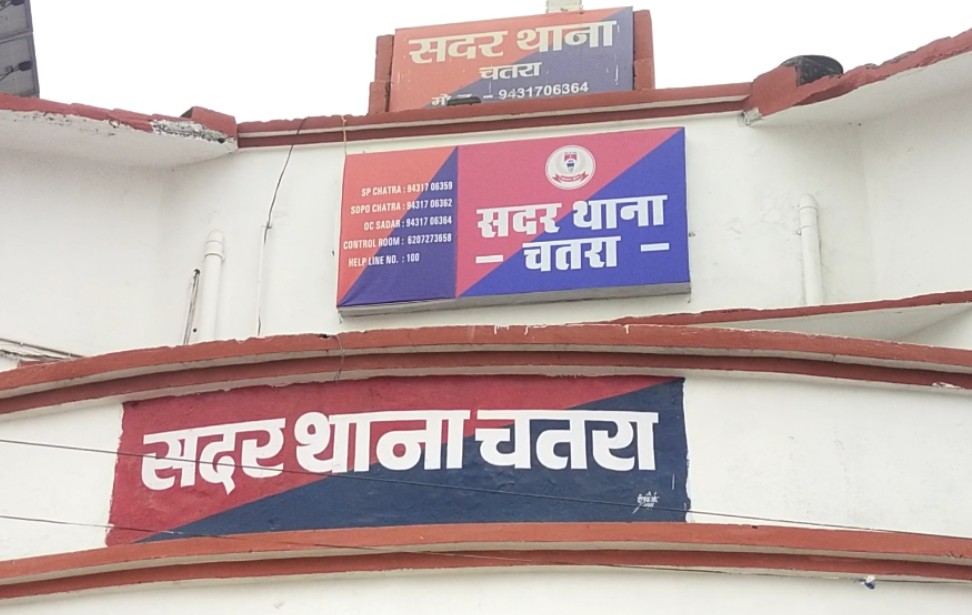 सदर थाना
चतरा
मो० - 9431706364
SP CHATRA : 94317 06359
SDPO CHATRA : 94317 06362
OC SADAR : 94317 06364
CONTROL ROOM : 6207273658
HELP LINE NO. : 100
सदर थाना
- चतरा -
सदर थाना चतरा